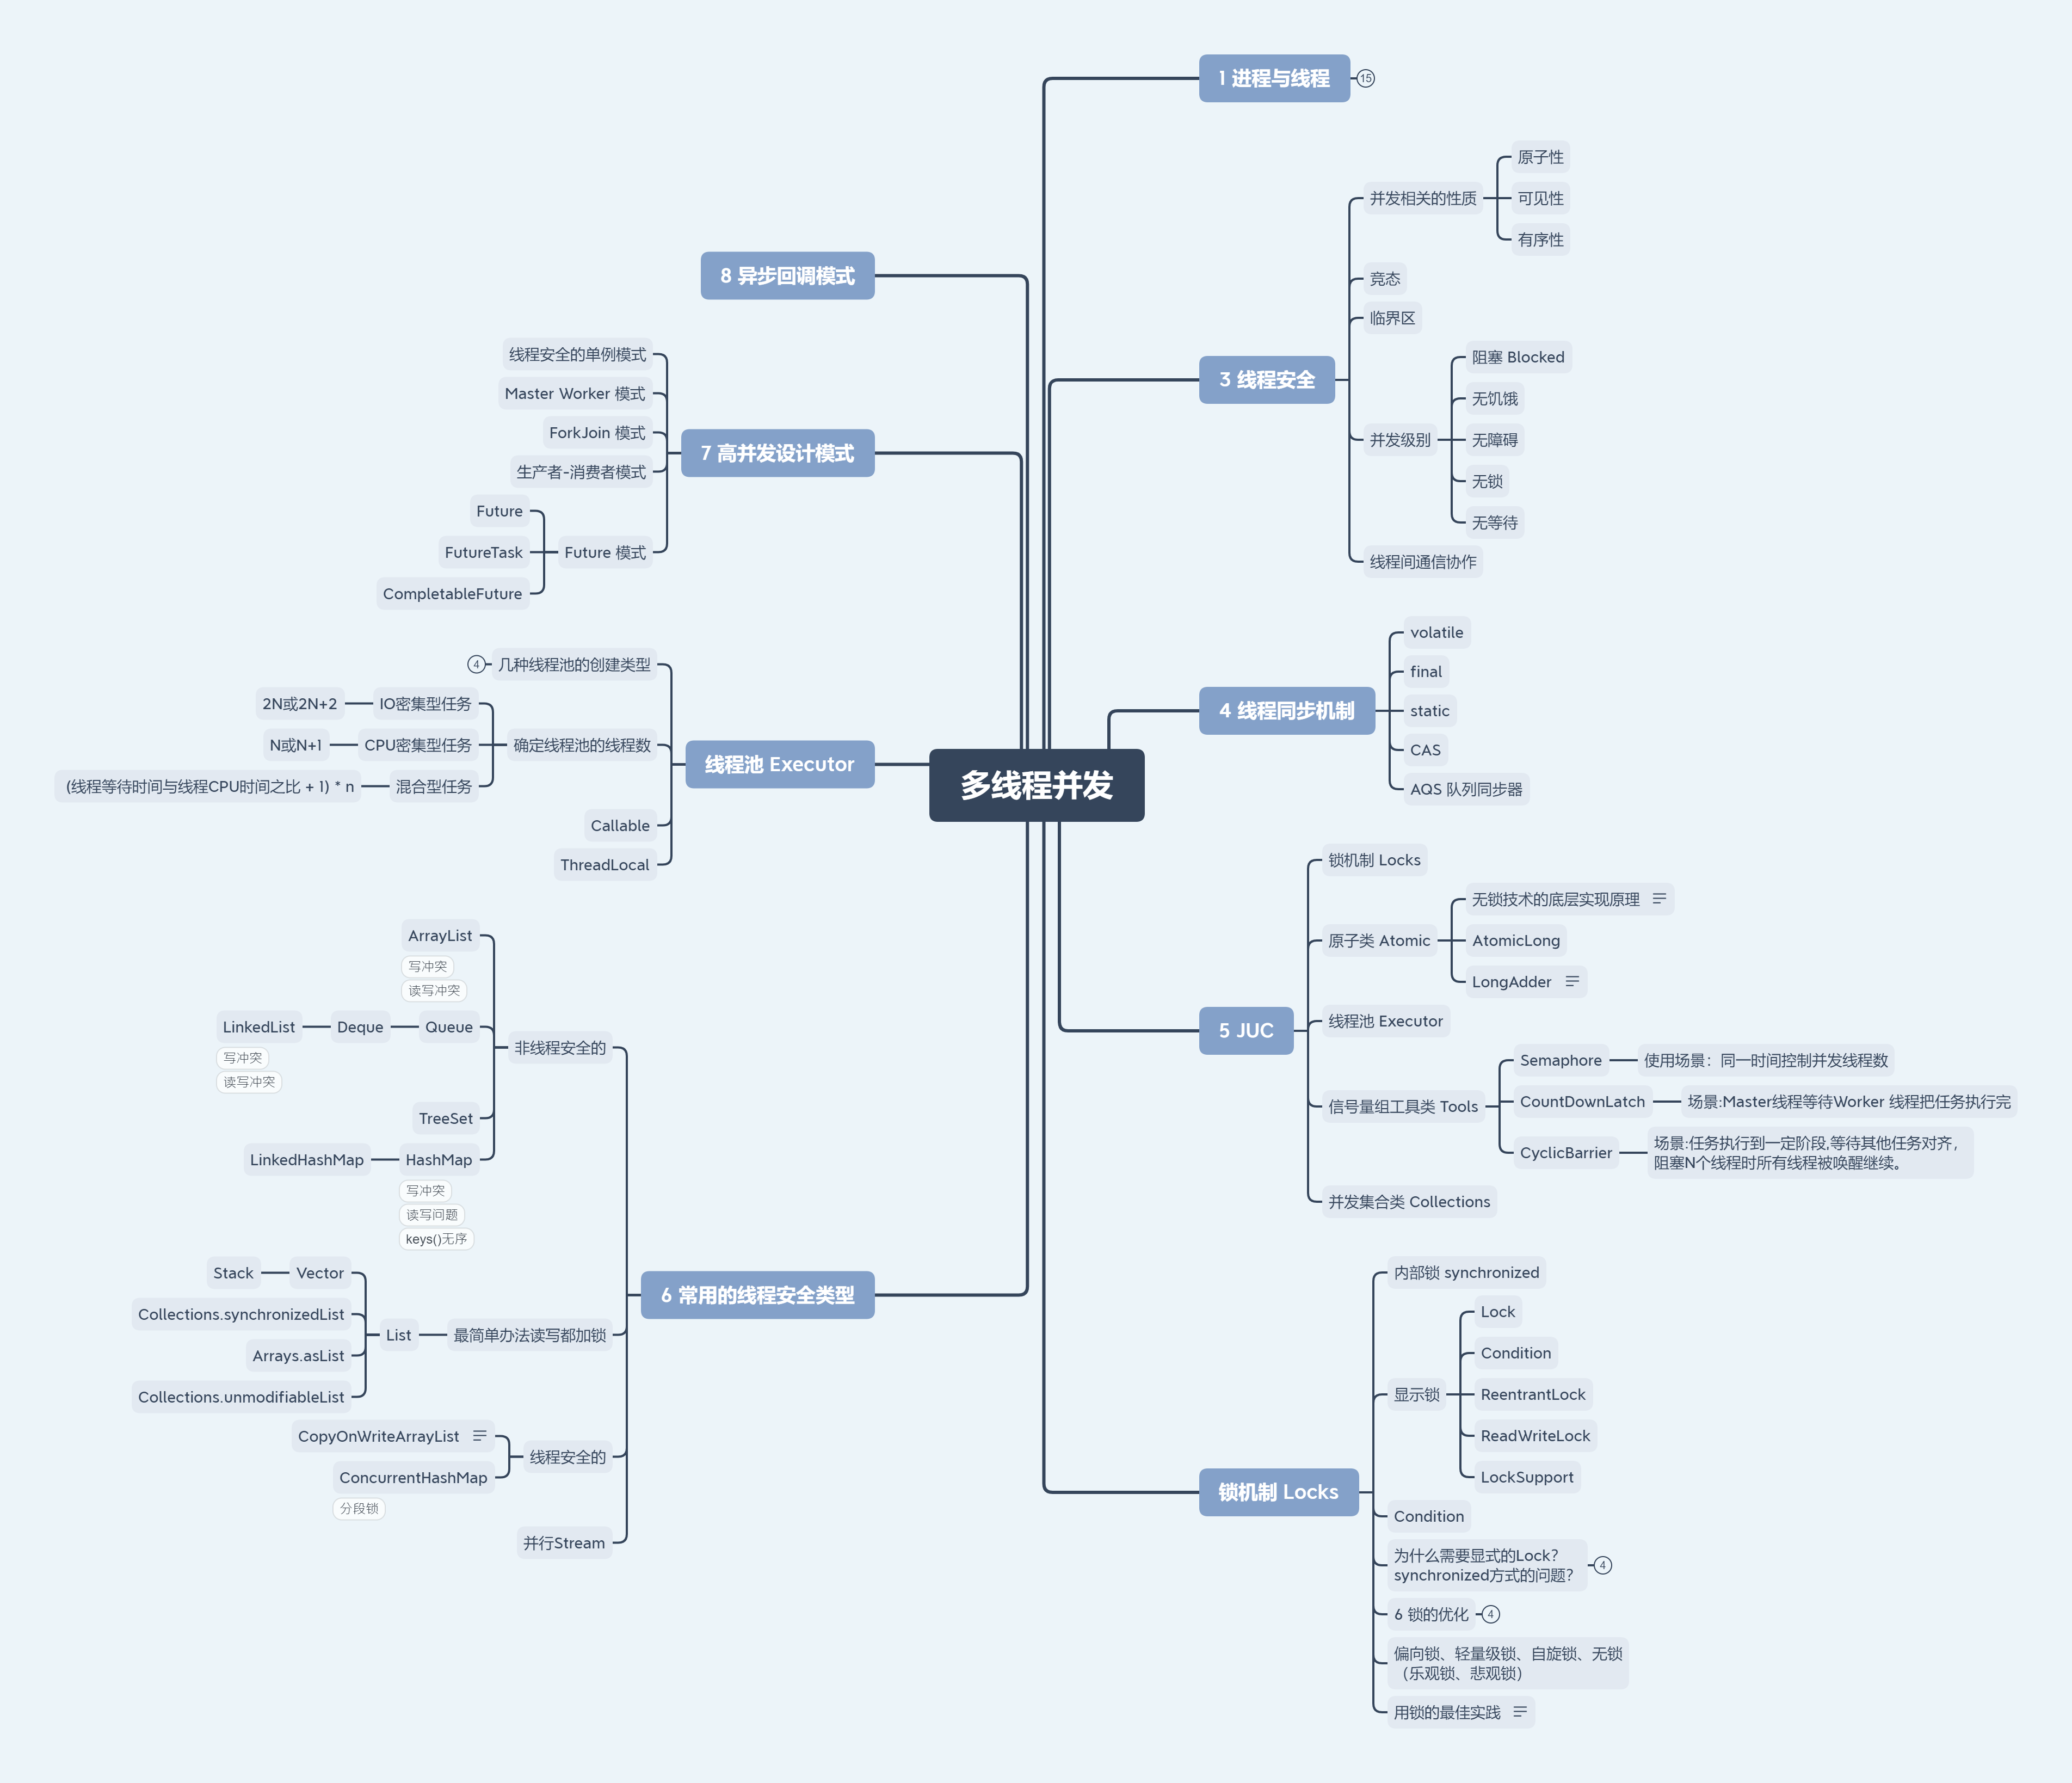 多线程并发
1 进程与线程
15
3 线程安全
并发相关的性质
原子性
可见性
有序性
竞态
临界区
并发级别
阻塞 Blocked
无饥饿
无障碍
无锁
无等待
线程间通信协作
4 线程同步机制
volatile
final
static
CAS
AQS 队列同步器
5 JUC
锁机制 Locks
原子类 Atomic
无锁技术的底层实现原理
AtomicLong
LongAdder
线程池 Executor
信号量组工具类 Tools
Semaphore
使用场景：同一时间控制并发线程数
CountDownLatch
场景:Master线程等待Worker 线程把任务执行完
CyclicBarrier
场景:任务执行到一定阶段,等待其他任务对齐，
阻塞N个线程时所有线程被唤醒继续。
并发集合类 Collections
锁机制 Locks
内部锁 synchronized
显示锁
Lock
Condition
ReentrantLock
ReadWriteLock
LockSupport
Condition
为什么需要显式的Lock？
synchronized方式的问题？
4
6 锁的优化
4
偏向锁、轻量级锁、自旋锁、无锁
（乐观锁、悲观锁）
用锁的最佳实践
8 异步回调模式
7 高并发设计模式
线程安全的单例模式
Master Worker 模式
ForkJoin 模式
生产者-消费者模式
Future 模式
Future
FutureTask
CompletableFuture
线程池 Executor
几种线程池的创建类型
4
确定线程池的线程数
IO密集型任务
2N或2N+2
CPU密集型任务
N或N+1
混合型任务
(线程等待时间与线程CPU时间之比 + 1) * n
Callable
ThreadLocal
6 常用的线程安全类型
非线程安全的
ArrayList
写冲突
读写冲突
Queue
Deque
LinkedList
写冲突
读写冲突
TreeSet
HashMap
LinkedHashMap
写冲突
读写问题
keys()无序
最简单办法读写都加锁
List
Vector
Stack
Collections.synchronizedList
Arrays.asList
Collections.unmodifiableList
线程安全的
CopyOnWriteArrayList
ConcurrentHashMap
分段锁
并行Stream